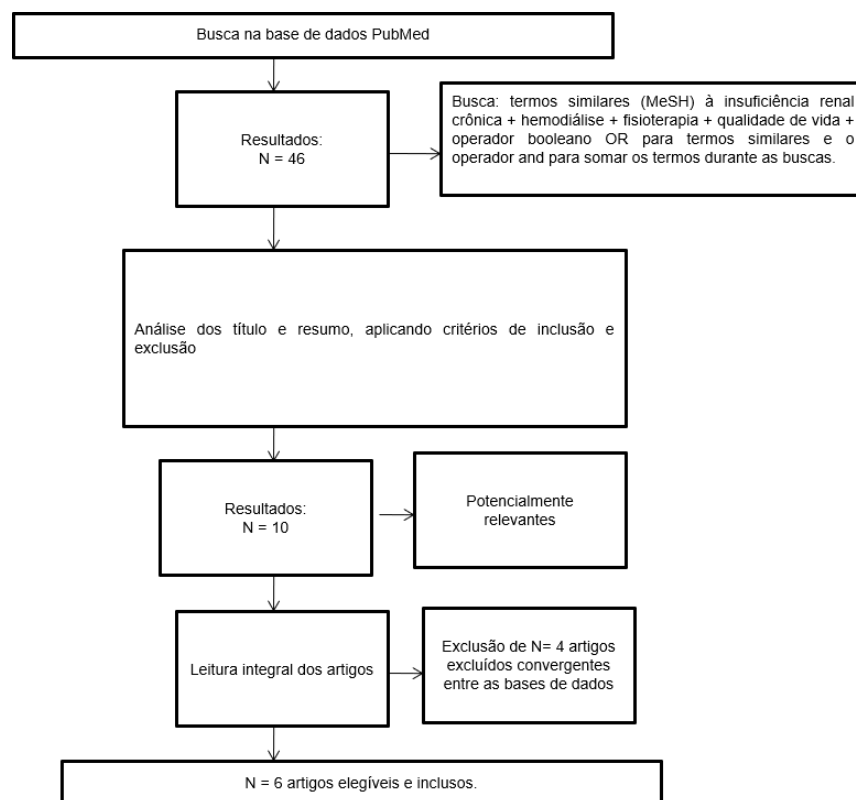 Busca na base de dados PubMed
Resultados:
N = 46
Busca: termos similares (MeSH) à insuficiência renal
crônica + hemodiálise + fisioterapia + qualidade de vida +
operador booleano OR para termos similares e o
operador and para somar os termos durante as buscas.
Análise dos título e resumo, aplicando critérios de inclusão e
exclusão
Resultados:
N = 10
Potencialmente
relevantes
Leitura integral dos artigos
Exclusão de N= 4 artigos
excluídos convergentes
entre as bases de dados
N = 6 artigos elegíveis e inclusos.